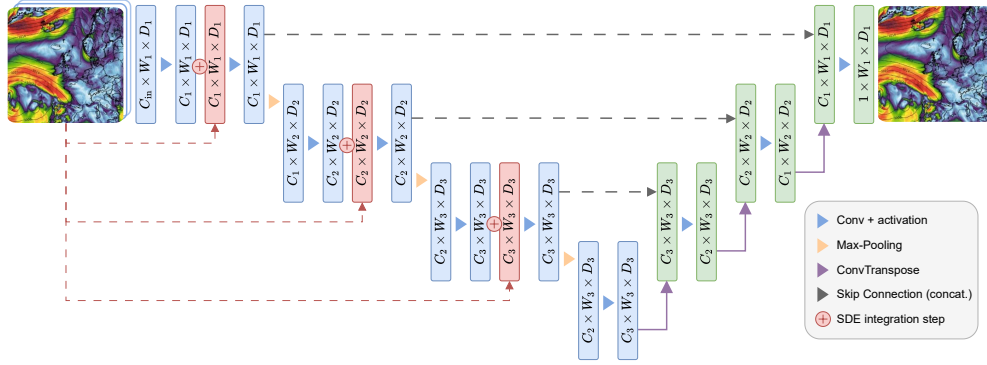 C_in × W_1 × D_1
C_1 × W_1 × D_1
C_1 × W_1 × D_1
C_1 × W_1 × D_1
C_1 × W_2 × D_2
C_2 × W_2 × D_2
C_2 × W_2 × D_2
C_2 × W_2 × D_2
C_2 × W_3 × D_3
C_3 × W_3 × D_3
C_3 × W_3 × D_3
C_3 × W_3 × D_3
C_2 × W_3 × D_3
C_3 × W_3 × D_3
C_3 × W_3 × D_3
C_2 × W_3 × D_3
C_2 × W_2 × D_2
C_1 × W_2 × D_2
C_1 × W_1 × D_1
1 × W_1 × D_1
Conv + activation
Max-Pooling
ConvTranspose
Skip Connection (concat.)
SDE integration step